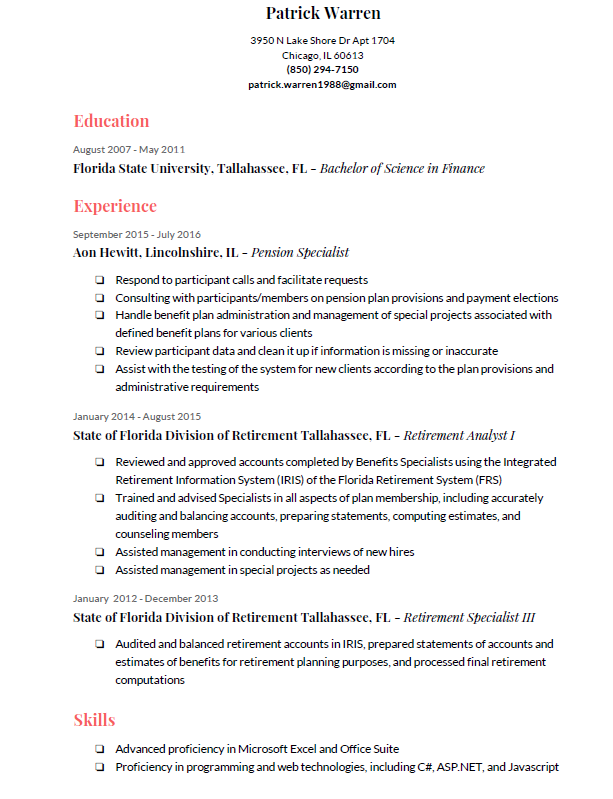 Patrick Warren
3950 N Lake Shore Dr Apt 1704
Chicago, IL 60613
(850) 294-7150
patrick.warren1988@gmail.com
Education
August 2007 - May 2011
Florida State University, Tallahassee, FL - Bachelor of Science in Finance
Experience
September 2015 - July 2016
Aon Hewitt, Lincolnshire, IL - Pension Specialist
❏ Respond to participant calls and facilitate requests
❏ Consulting with participants/members on pension plan provisions and payment elections
❏ Handle benefit plan administration and management of special projects associated with
defined benefit plans for various clients
❏ Review participant data and clean it up if information is missing or inaccurate
❏ Assist with the testing of the system for new clients according to the plan provisions and
administrative requirements
January 2014 - August 2015
State of Florida Division of Retirement Tallahassee, FL - Retirement Analyst I
❏ Reviewed and approved accounts completed by Benefits Specialists using the Integrated
Retirement Information System (IRIS) of the Florida Retirement System (FRS)
❏ Trained and advised Specialists in all aspects of plan membership, including accurately
auditing and balancing accounts, preparing statements, computing estimates, and
counseling members
❏ Assisted management in conducting interviews of new hires
❏ Assisted management in special projects as needed
January 2012 - December 2013
State of Florida Division of Retirement Tallahassee, FL - Retirement Specialist III
❏ Audited and balanced retirement accounts in IRIS, prepared statements of accounts and
estimates of benefits for retirement planning purposes, and processed final retirement
computations
Skills
❏ Advanced proficiency in Microsoft Excel and Office Suite
❏ Proficiency in programming and web technologies, including C#, ASP.NET, and Javascript